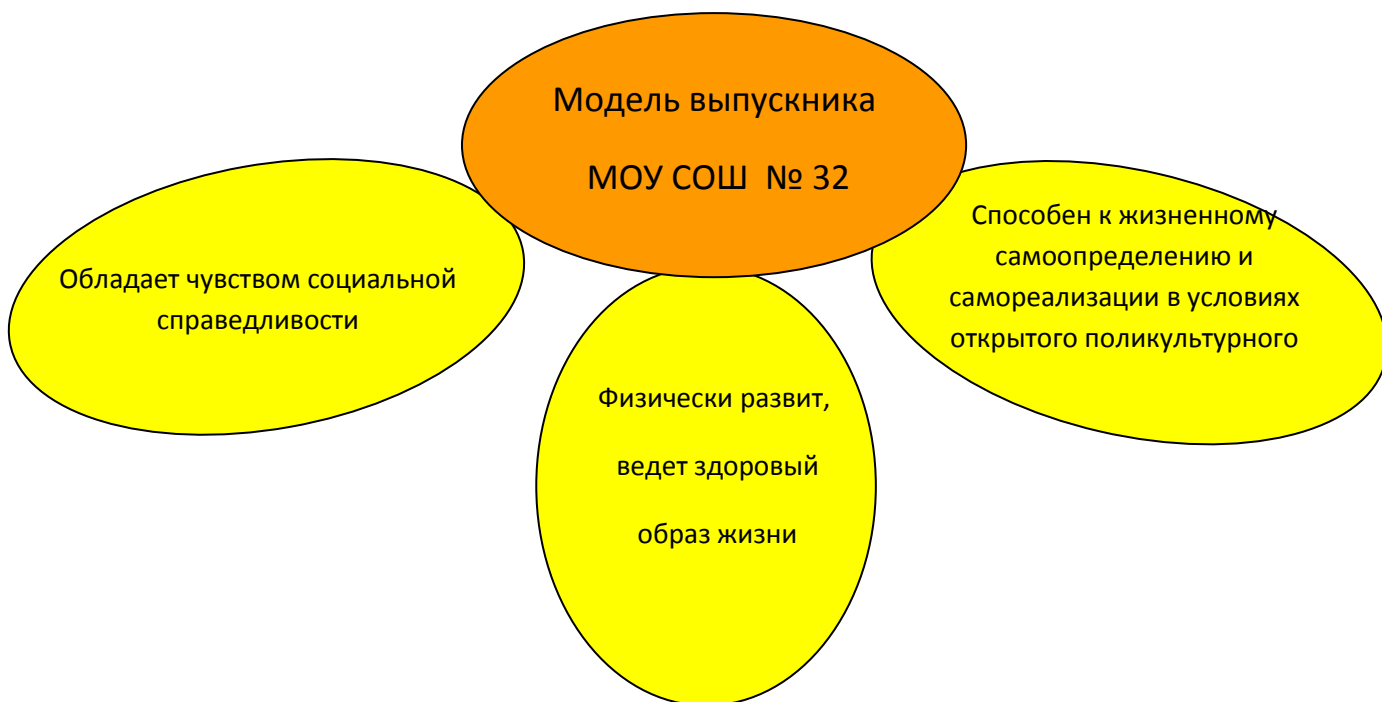 Модель выпускника
МОУ СОШ № 32
Обладает чувством социальной
справедливости
Физически развит,
ведет здоровый
образ жизни
Способен к жизненному
самоопределению и
самореализации в условиях
открытого поликультурного